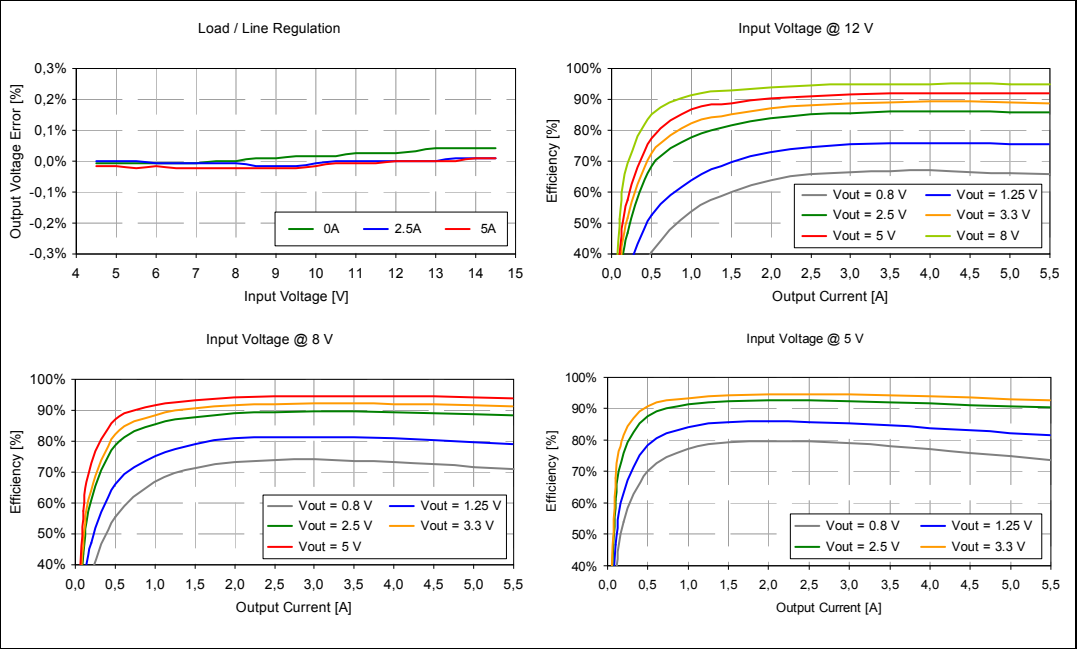 Load / Line Regulation
Output Voltage Error [%]
0,3%
0,2%
0,1%
0,0%
-0,1%
-0,2%
-0,3%
0A 2.5A 5A
4 5 6 7 8 9 10 11 12 13 14 15
Input Voltage [V]
Input Voltage @ 12 V
Efficiency [%]
100%
90%
80%
70%
60%
50%
40%
Vout = 0.8 V Vout = 1.25 V
Vout = 2.5 V Vout = 3.3 V
Vout = 5 V Vout = 8 V
0,0 0,5 1,0 1,5 2,0 2,5 3,0 3,5 4,0 4,5 5,0 5,5
Output Current [A]
Input Voltage @ 8 V
Efficiency [%]
100%
90%
80%
70%
60%
50%
40%
Vout = 0.8 V Vout = 1.25 V
Vout = 2.5 V Vout = 3.3 V
Vout = 5 V
0,0 0,5 1,0 1,5 2,0 2,5 3,0 3,5 4,0 4,5 5,0 5,5
Output Current [A]
Input Voltage @ 5 V
Efficiency [%]
100%
90%
80%
70%
60%
50%
40%
Vout = 0.8 V Vout = 1.25 V
Vout = 2.5 V Vout = 3.3 V
0,0 0,5 1,0 1,5 2,0 2,5 3,0 3,5 4,0 4,5 5,0 5,5
Output Current [A]